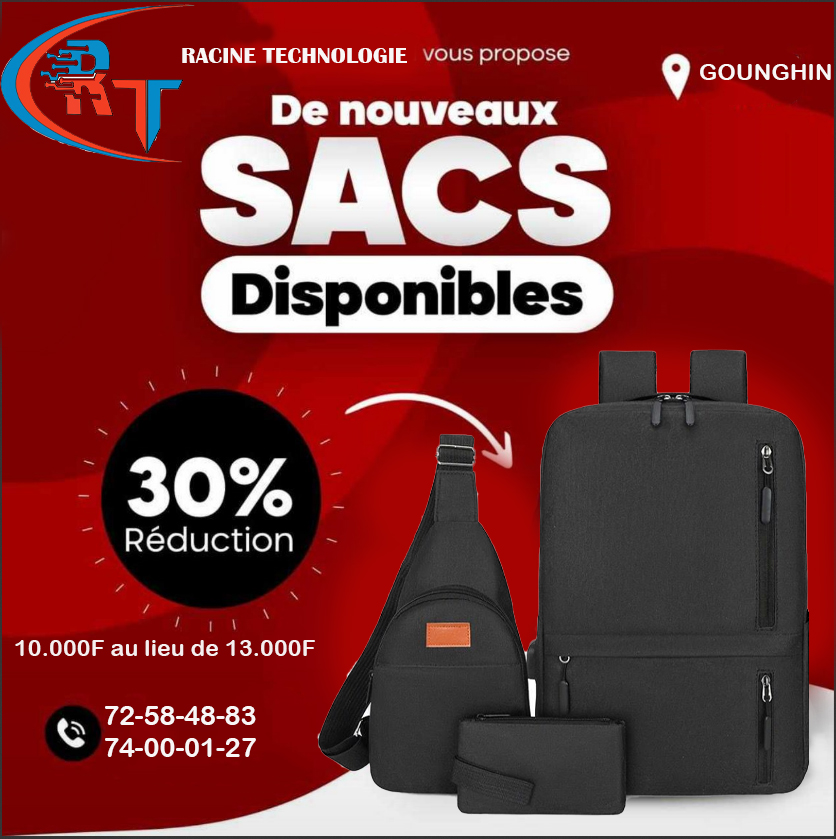 RT
RACINE TECHNOLOGIE vous propose
GOUNGHIN
De nouveaux
SACS
Disponibles
30%
Réduction
10.000F au lieu de 13.000F
72-58-48-83
74-00-01-27